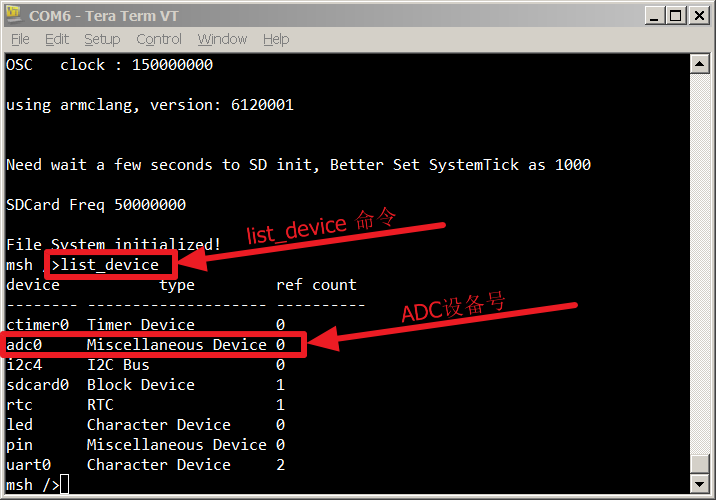 COM6 - Tera Term VT
File Edit Setup Control Window Help
OSC clock : 150000000
using armclang, version: 6120001
Need wait a few seconds to SD init, Better Set SystemTick as 1000
SDCard Freq 50000000
list_device 命令
File System initialized!
msh />list_device
device type ref count
-------- -------------------- ----------
ADC设备号
ctimer0 Timer Device 0
adc0 Miscellaneous Device 0
i2c4 I2C Bus 0
sdcard0 Block Device 1
rtc RTC 1
led Character Device 0
pin Miscellaneous Device 0
uart0 Character Device 2
msh />